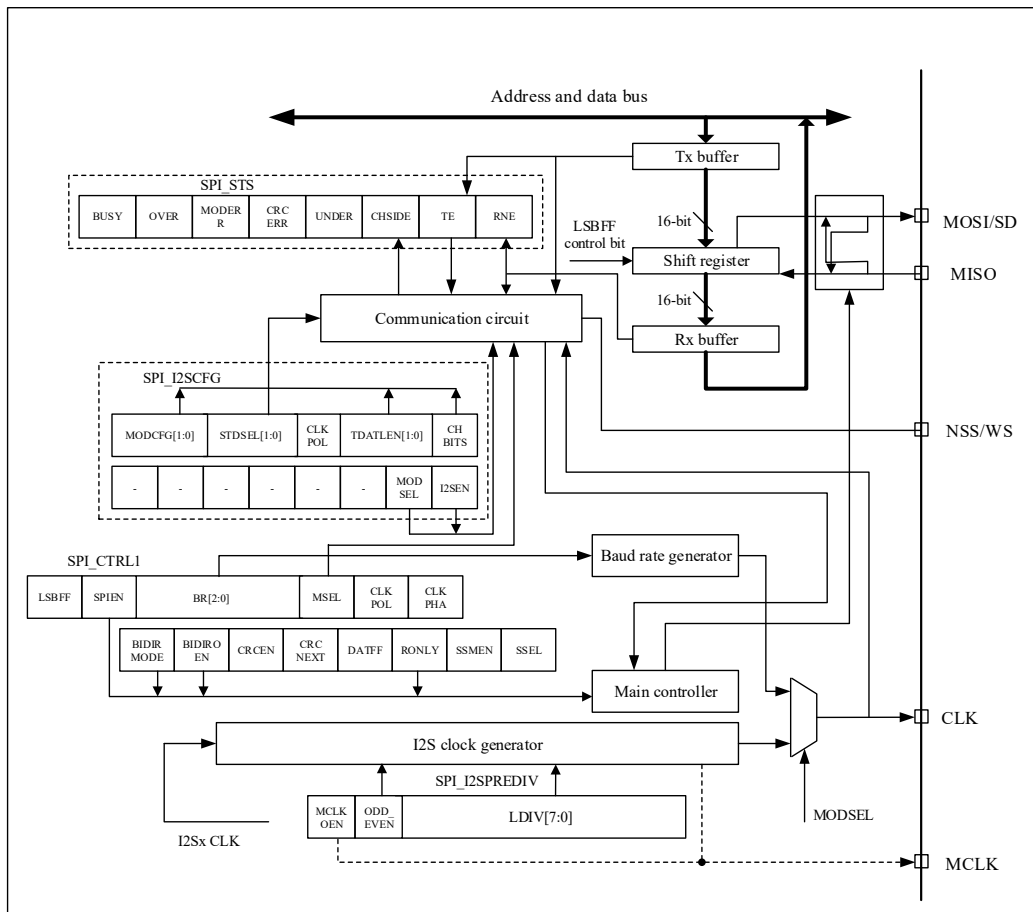 Address and data bus
Tx buffer
SPI_STS
BUSY
OVER
MODER
R
CRC
ERR
UNDER
CHSIDE
TE
RNE
16-bit
LSBFF
control bit
Shift register
MOSI/SD
MISO
16-bit
Communication circuit
Rx buffer
SPI_I2SCFG
MODCFG[1:0]
STDSEL[1:0]
CLK
POL
TDATLEN[1:0]
CH
BITS
NSS/WS
-
-
-
-
-
-
MOD
SEL
I2SEN
SPI_CTRL1
Baud rate generator
LSBFF
SPIEN
BR[2:0]
MSEL
CLK
POL
CLK
PHA
BIDIR
MODE
BIDIRO
EN
CRCEN
CRC
NEXT
DATFF
RONLY
SSMEN
SSEL
Main controller
CLK
I2S clock generator
SPI_I2SPREDIV
MCLK
OEN
ODD_
EVEN
LDIV[7:0]
MODSEL
I2Sx CLK
MCLK